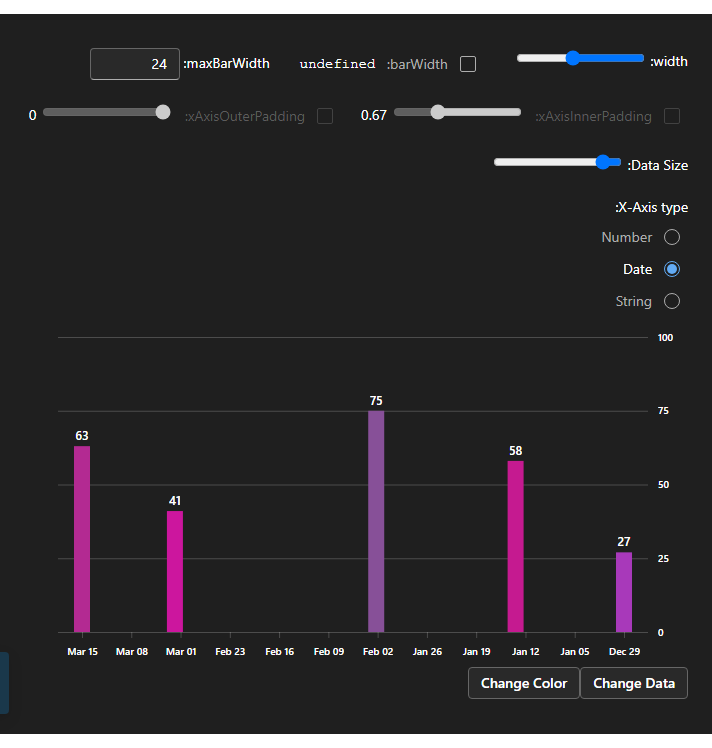 :width
undefined :barWidth
24 :maxBarWidth
:xAxisInnerPadding 0.67
:xAxisOuterPadding 0
:Data Size
:X-Axis type
Number
Date
String
100
75
50
25
0
63
41
75
58
27
Mar 15 Mar 08 Mar 01 Feb 23 Feb 16 Feb 09 Feb 02 Jan 26 Jan 19 Jan 12 Jan 05 Dec 29
Change Color Change Data